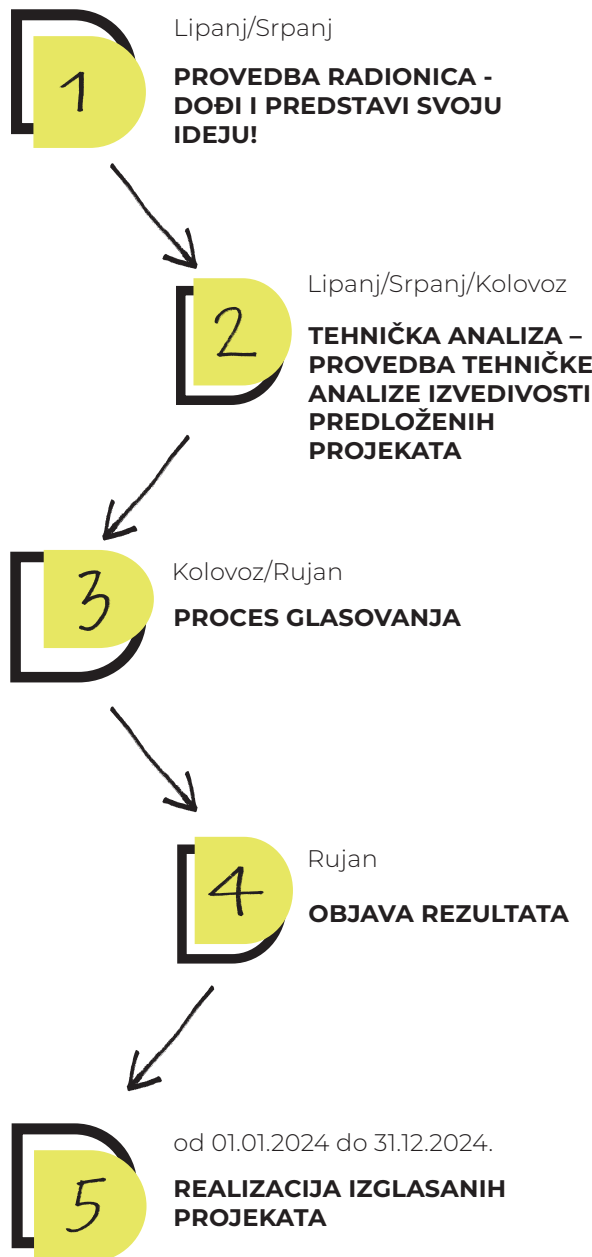 1
Lipanj/Srpanj
PROVEDBA RADIONICA -
DOĐI I PREDSTAVI SVOJU
IDEJU!
2
Lipanj/Srpanj/Kolovoz
TEHNIČKA ANALIZA –
PROVEDBA TEHNIČKE
ANALIZE IZVEDIVOSTI
PREDLOŽENIH
PROJEKATA
3
Kolovoz/Rujan
PROCES GLASOVANJA
4
Rujan
OBJAVA REZULTATA
5
od 01.01.2024 do 31.12.2024.
REALIZACIJA IZGLASANIH
PROJEKATA